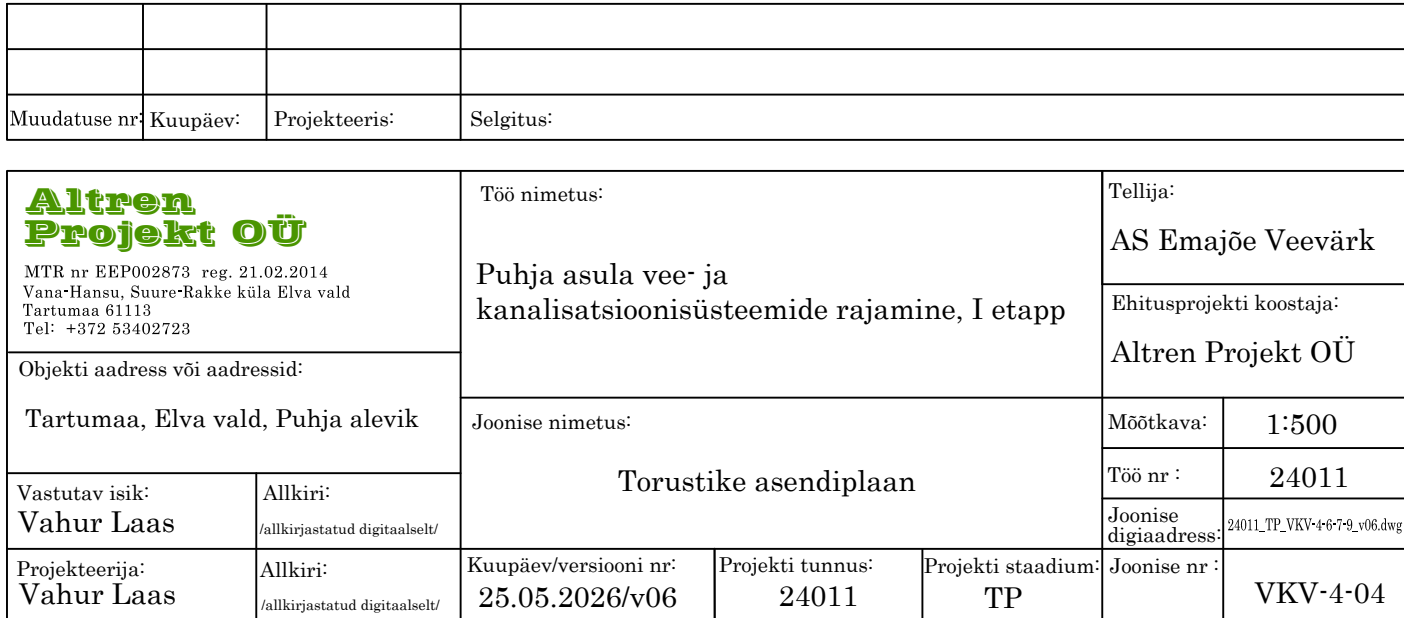 Muudatuse nr: Kuupäev: Projekteeris: Selgitus:
Altren
Projekt OÜ
MTR nr EEP002873 reg. 21.02.2014
Vana-Hansu, Suure-Rakke küla Elva vald
Tartumaa 61113
Tel: +372 53402723
Töö nimetus:
Puhja asula vee- ja
kanalisatsioonisüsteemide rajamine, I etapp
Tellija:
AS Emajõe Veevärk
Ehitusprojekti koostaja:
Altren Projekt OÜ
Objekti aadress või aadressid:
Tartumaa, Elva vald, Puhja alevik
Joonise nimetus:
Torustike asendiplaan
Mõõtkava: 1:500
Töö nr : 24011
Joonise
digiaadress: 24011_TP_VKV-4-6-7-9_v06.dwg
Vastutav isik:
Vahur Laas
Allkiri:
/allkirjastatud digitaalselt/
Projekteerija:
Vahur Laas
Allkiri:
/allkirjastatud digitaalselt/
Kuupäev/versiooni nr:
25.05.2026/v06
Projekti tunnus:
24011
Projekti staadium:
TP
Joonise nr :
VKV-4-04